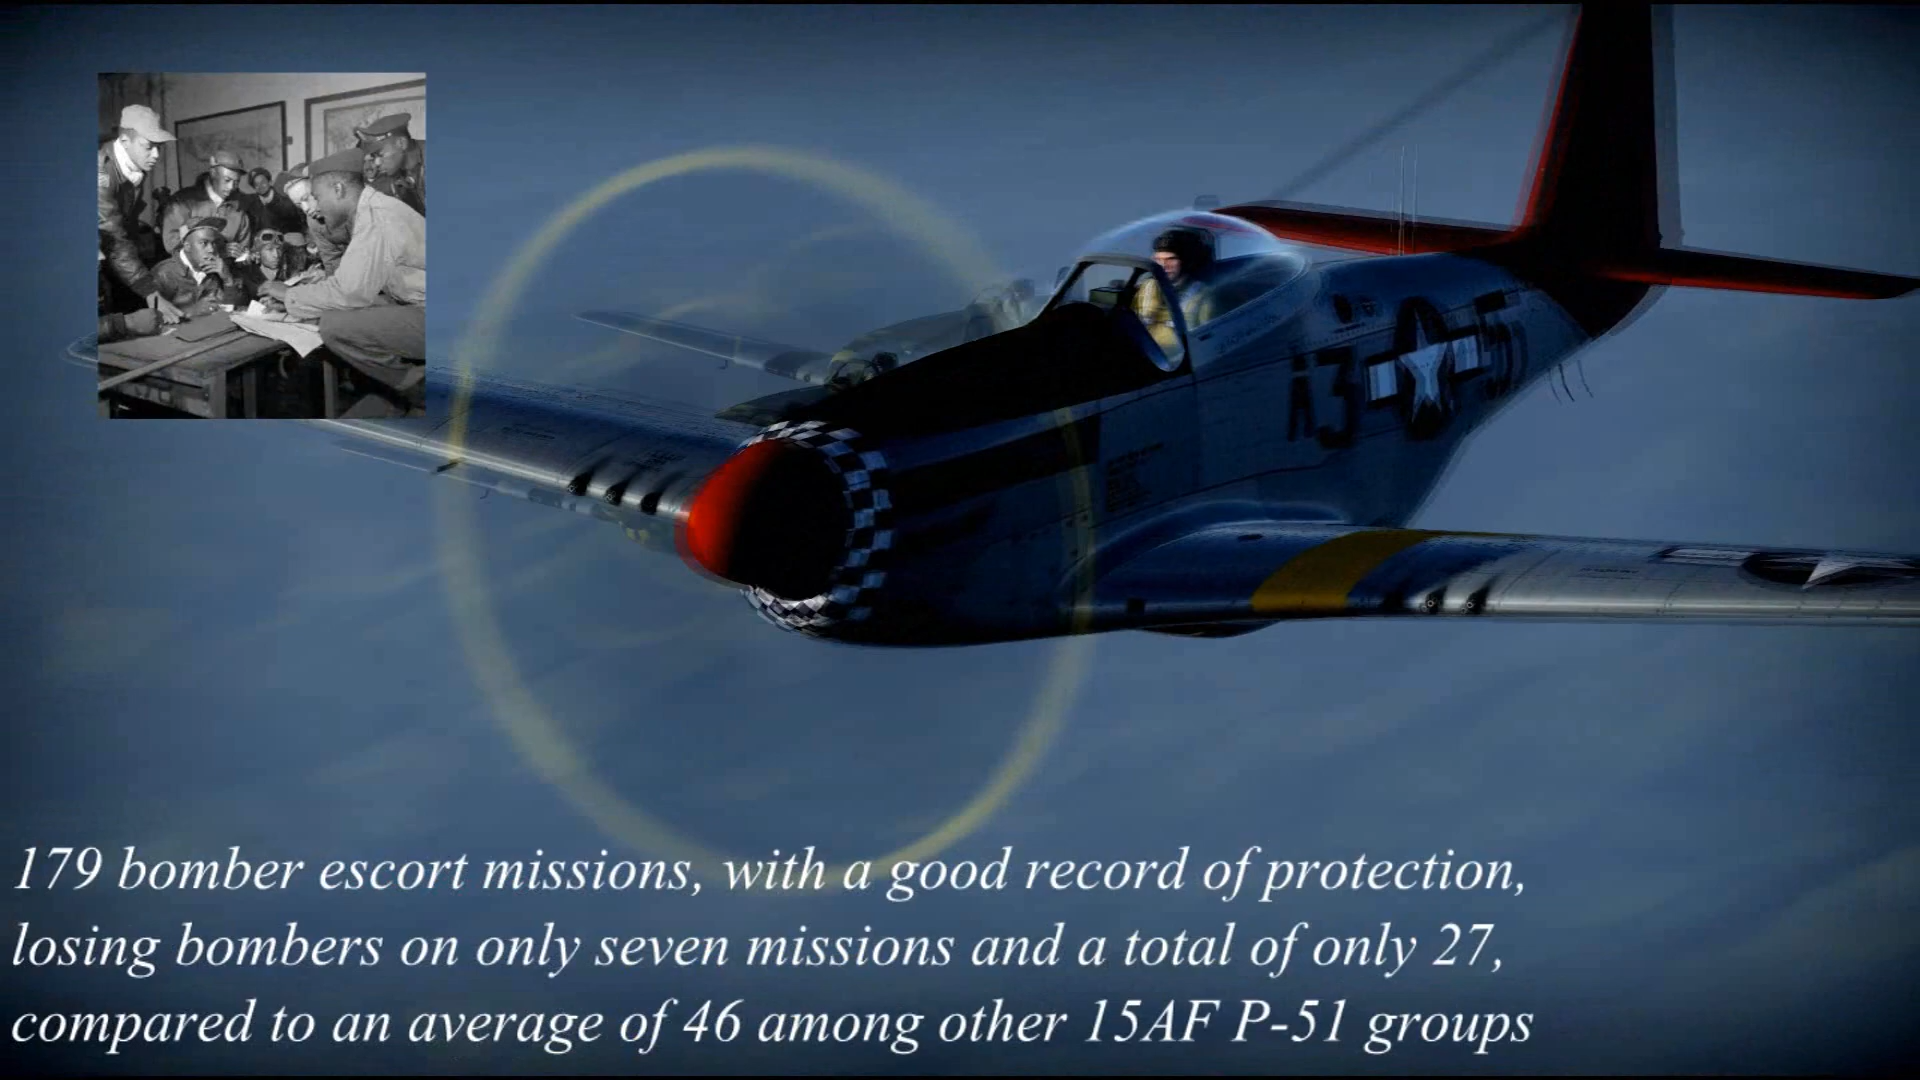 179 bomber escort missions, with a good record of protection,
losing bombers on only seven missions and a total of only 27,
compared to an average of 46 among other 15AF P-51 groups
A3